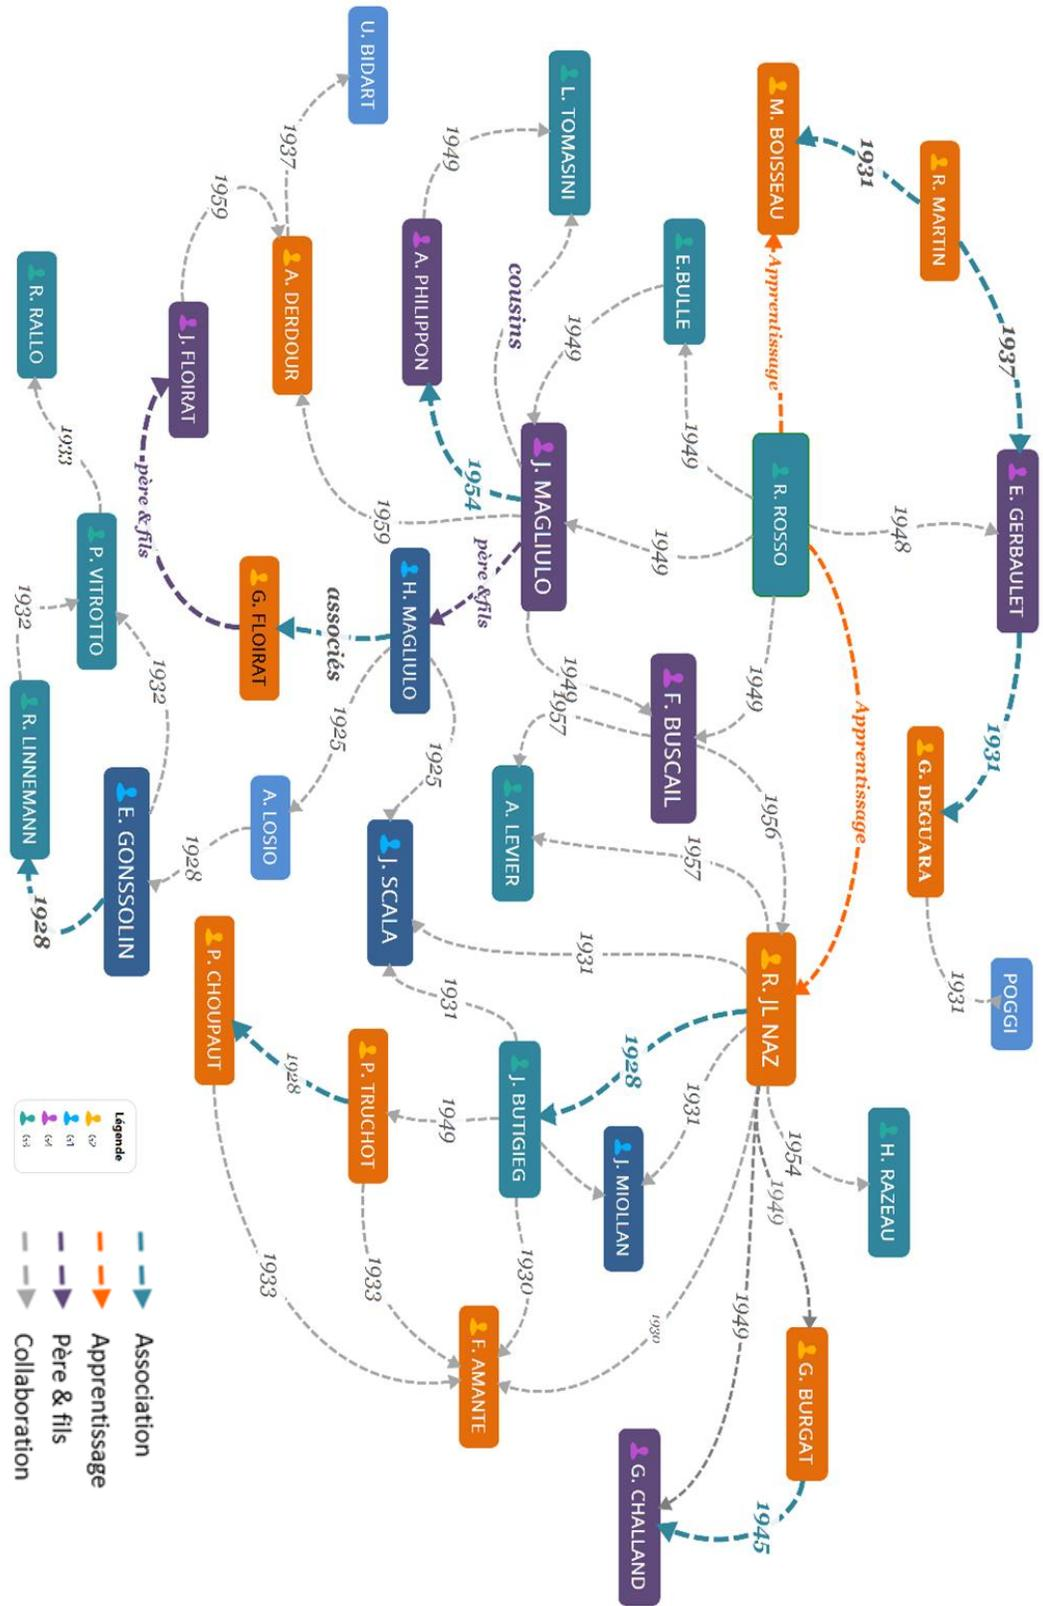 U. BIDART
1937
A. DERDOUR
1959
J. FLOIRAT
père & fils
G. FLOIRAT
associés
R. RALLO
1933
P. VITROTTO
1932
R. LINNEMANN
1932
E. GONSSOLIN
1928
1928
A. LOSIO
1925
H. MAGLIULO
1925
J. SCALA
L. TOMASINI
1949
A. PHILIPPON
cousins
1954
1959
père &fils
J. MAGLIULO
1949
E.BULLE
1949
1949
R. ROSSO
Apprentissage
M. BOISSEAU
1931
R. MARTIN
1937
E. GERBAULET
1948
1931
G. DEGUARA
1931
POGGI
1949
F. BUSCAIL
1949
1957
A. LEVIER
1957
1956
Apprentissage
R. JL NAZ
1931
1931
J. BUTIGIEG
1928
1931
J. MIOLLAN
1949
P. TRUCHOT
1928
P. CHOUPAUT
1933
1933
1930
1930
F. AMANTE
1954
H. RAZEAU
1949
G. BURGAT
1949
1945
G. CHALLAND
Légende
Association
Apprentissage
Père & fils
Collaboration